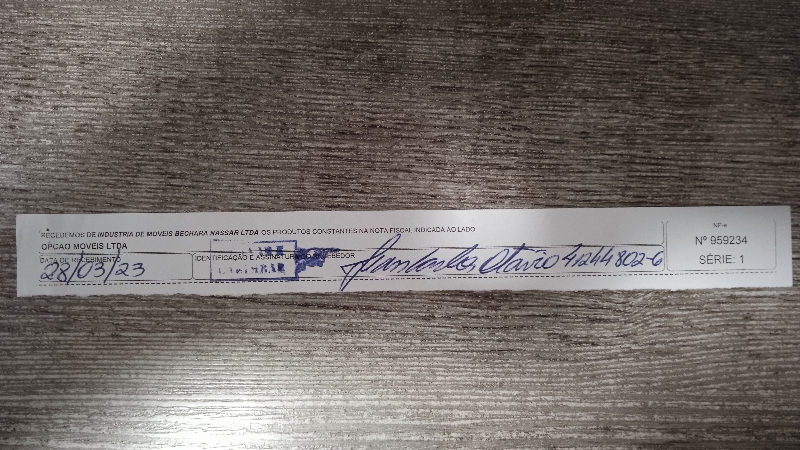 RECEBEMOS DE INDUSTRIA DE MOVEIS BECHARA NASSAR LTDA OS PRODUTOS CONSTANTES NA NOTA FISCAL INDICADA AO LADO
OPCAO MOVEIS LTDA
DATA DE RECEBIMENTO
28/03/23
IDENTIFICAÇÃO E ASSINATURA DO RECEBEDOR
Otavio 41244802-6
NF-e
Nº 959234
SÉRIE: 1